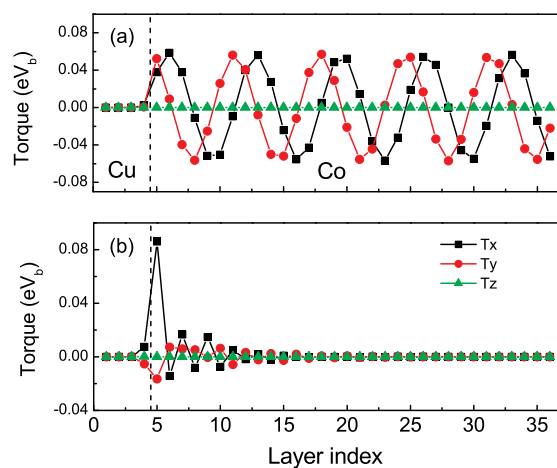 0.08
0.04
0.00
-0.04
-0.08
Torque (eV_b)
(a)
Cu
Co
0.08
0.04
0.00
-0.04
Torque (eV_b)
(b)
Tx
Ty
Tz
0 5 10 15 20 25 30 35
Layer index